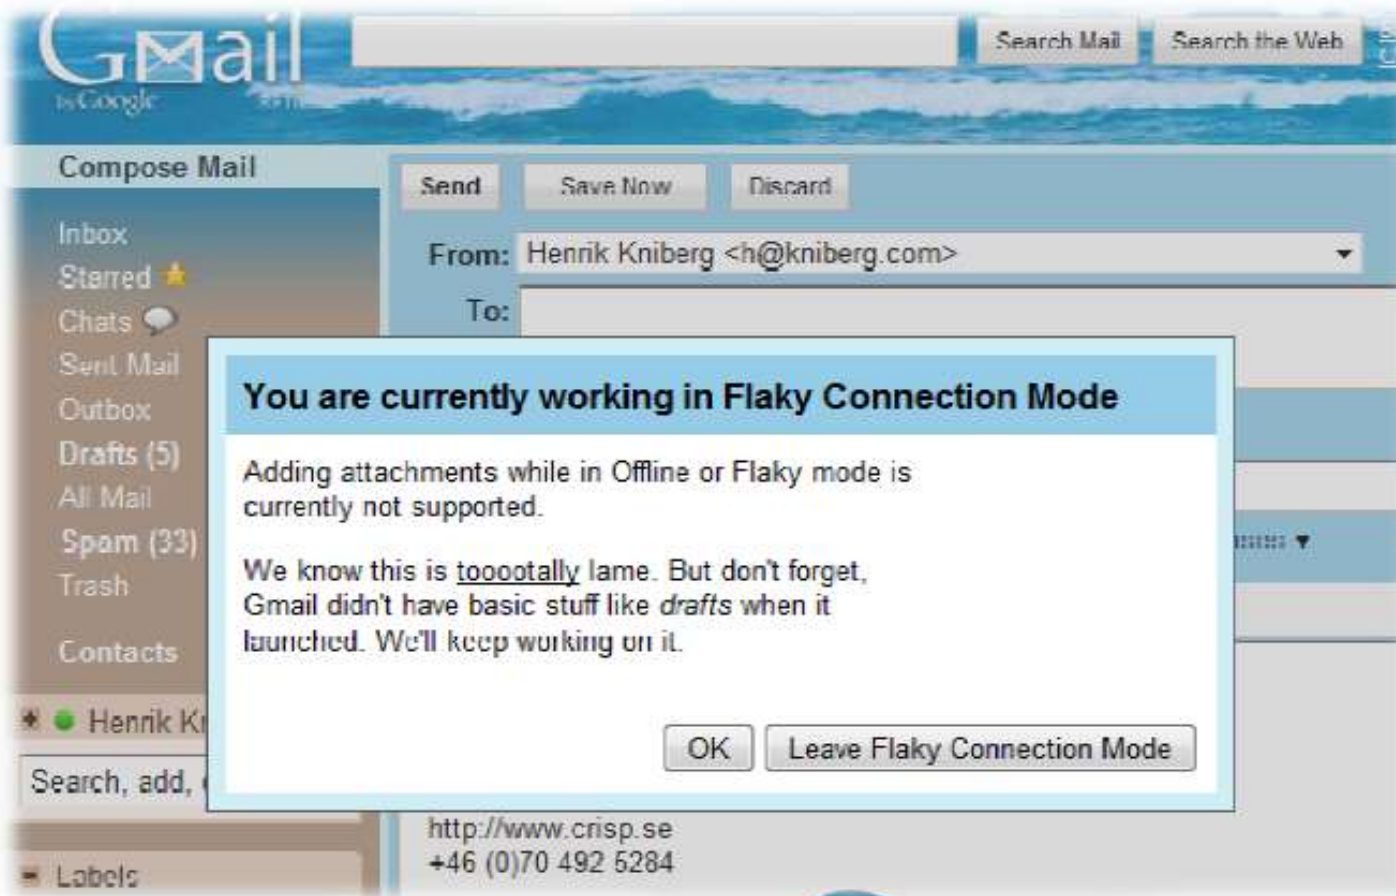 Gmail
by Google BETA
Search Mail Search the Web
Compose Mail
Send Save Now Discard
Inbox
From: Henrik Kniberg <h@kniberg.com>
Starred
To:
Chats
Sent Mail
Outbox
Drafts (5)
All Mail
Spam (33)
Trash
Contacts
You are currently working in Flaky Connection Mode
Adding attachments while in Offline or Flaky mode is
currently not supported.
We know this is tooootally lame. But don't forget,
Gmail didn't have basic stuff like drafts when it
launched. We'll keep working on it.
OK Leave Flaky Connection Mode
Henrik
Search, add,
http://www.crisp.se
+46 (0)70 492 5284
Labels